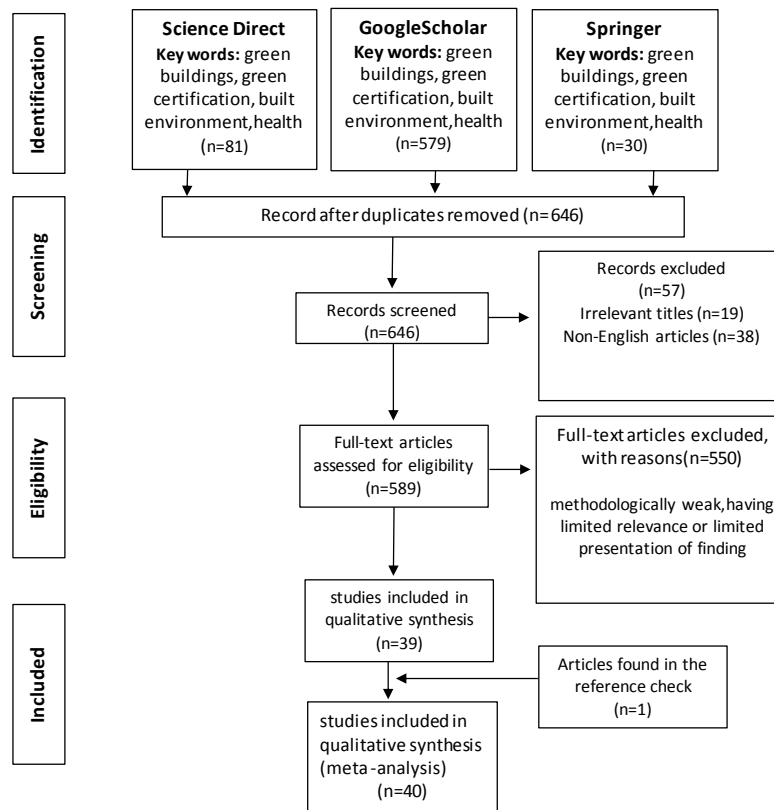 Identification
Science Direct
Key words: green
buildings, green
certification, built
environment,health
(n=81)
GoogleScholar
Key words: green
buildings, green
certification, built
environment,health
(n=579)
Springer
Key words: green
buildings, green
certification, built
environment,health
(n=30)
Record after duplicates removed (n=646)
Screening
Records screened
(n=646)
Records excluded
(n=57)
Irrelevant titles (n=19)
Non-English articles (n=38)
Eligibility
Full-text articles
assessed for eligibility
(n=589)
Full-text articles excluded,
with reasons(n=550)
methodologically weak,having
limited relevance or limited
presentation of finding
Included
studies included in
qualitative synthesis
(n=39)
Articles found in the
reference check
(n=1)
studies included in
qualitative synthesis
(meta-analysis)
n=40)